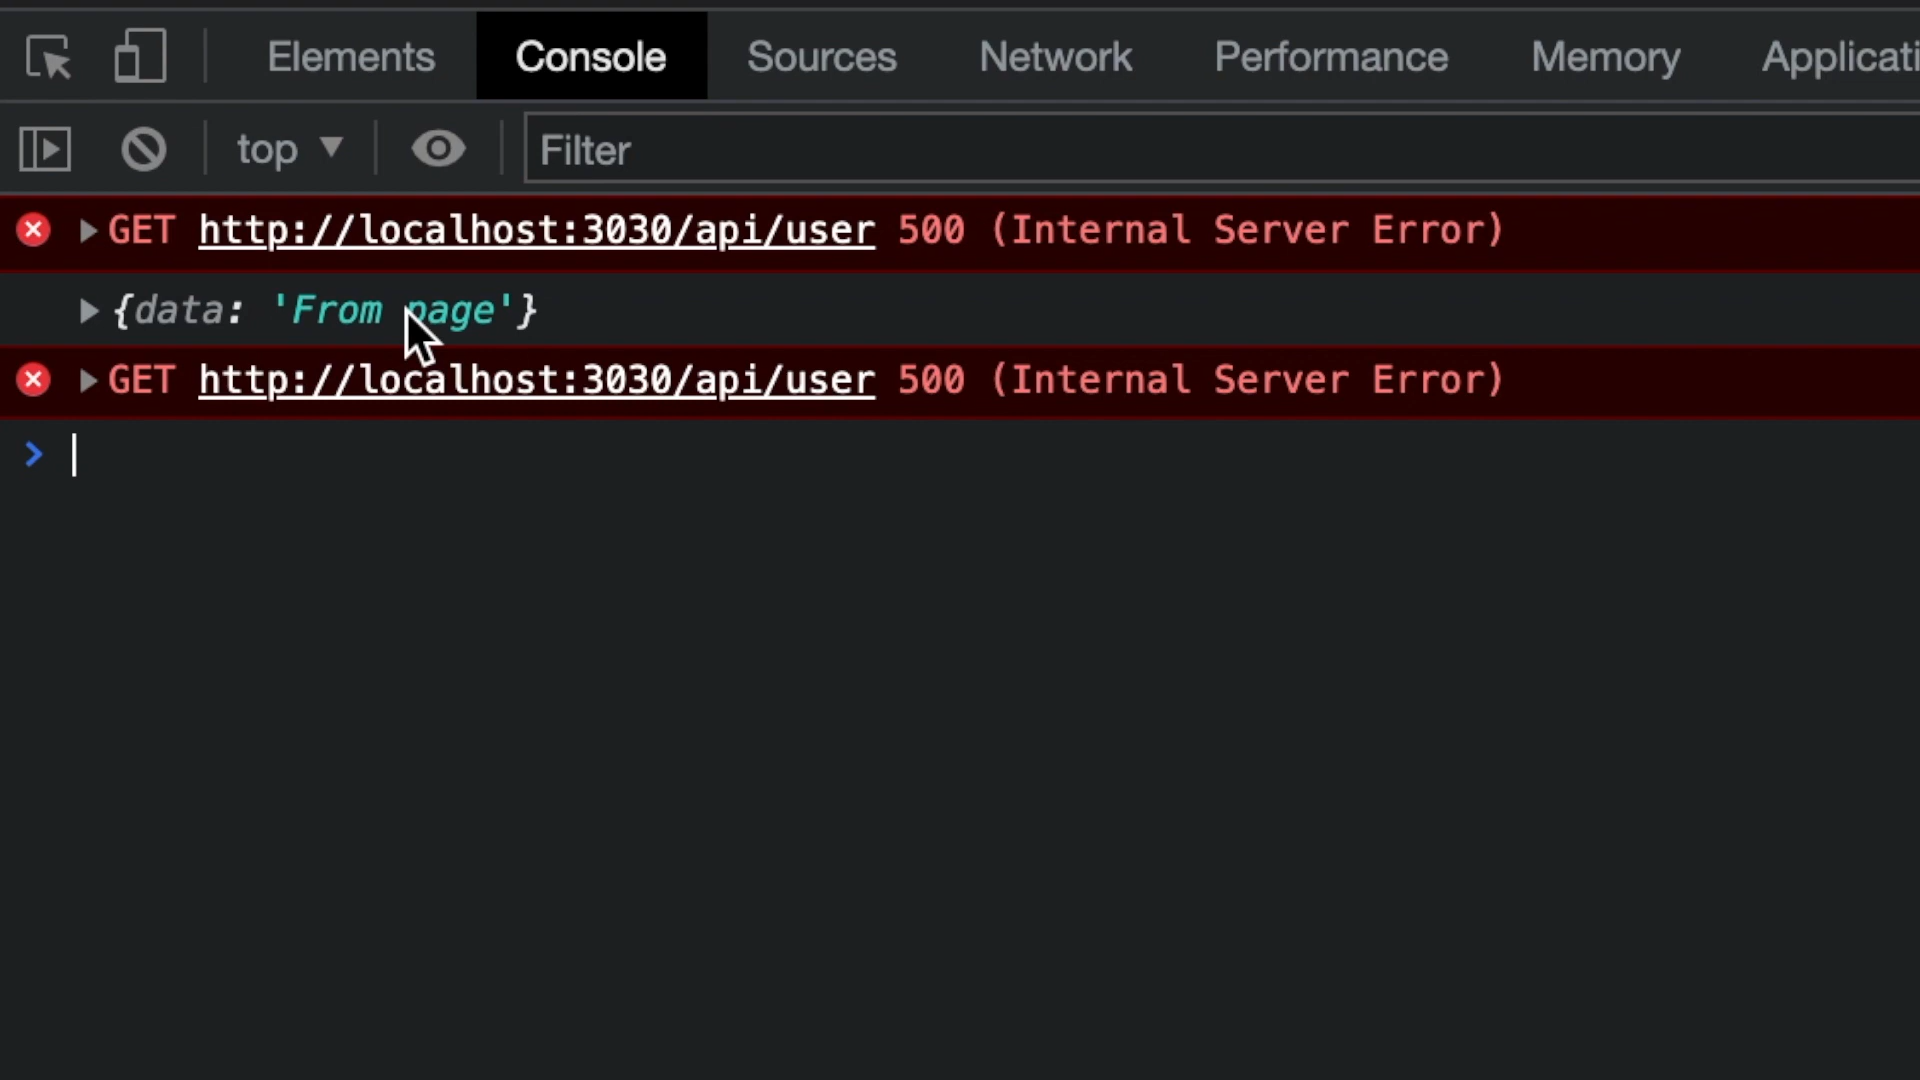 Elements Console Sources Network Performance Memory Applicati
top Filter
GET http://localhost:3030/api/user 500 (Internal Server Error)
{data: 'From page'}
GET http://localhost:3030/api/user 500 (Internal Server Error)